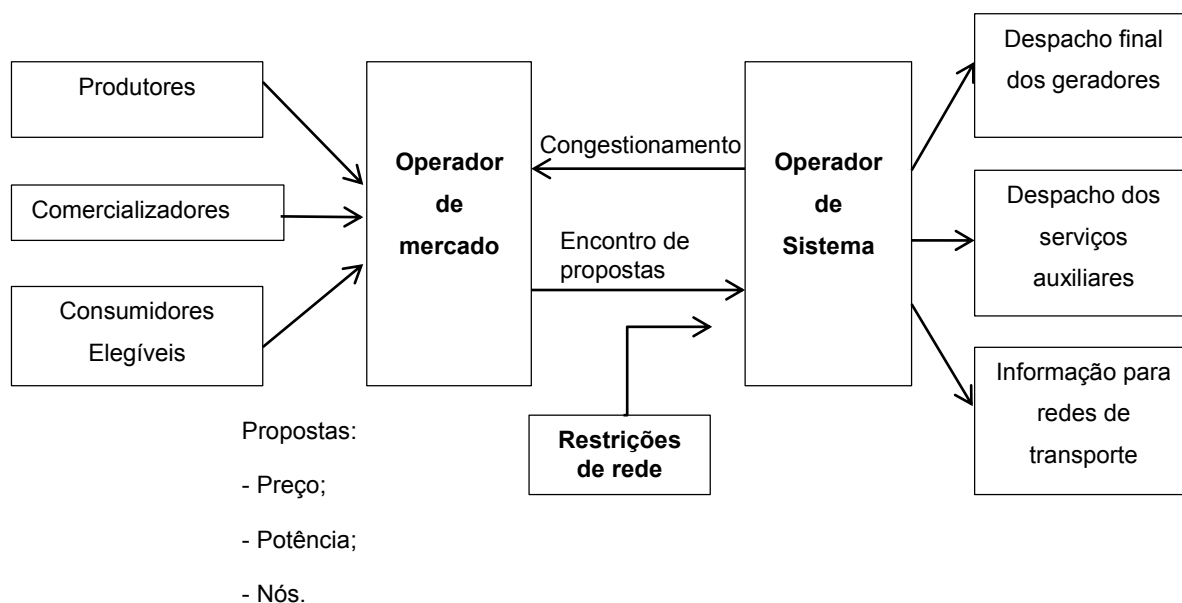 Produtores
Comercializadores
Consumidores
Elegíveis
Propostas:
- Preço;
- Potência;
- Nós.
Operador
de
mercado
Congestionamento
Encontro de
propostas
Restrições
de rede
Operador
de
Sistema
Despacho final
dos geradores
Despacho dos
serviços
auxiliares
Informação para
redes de
transporte